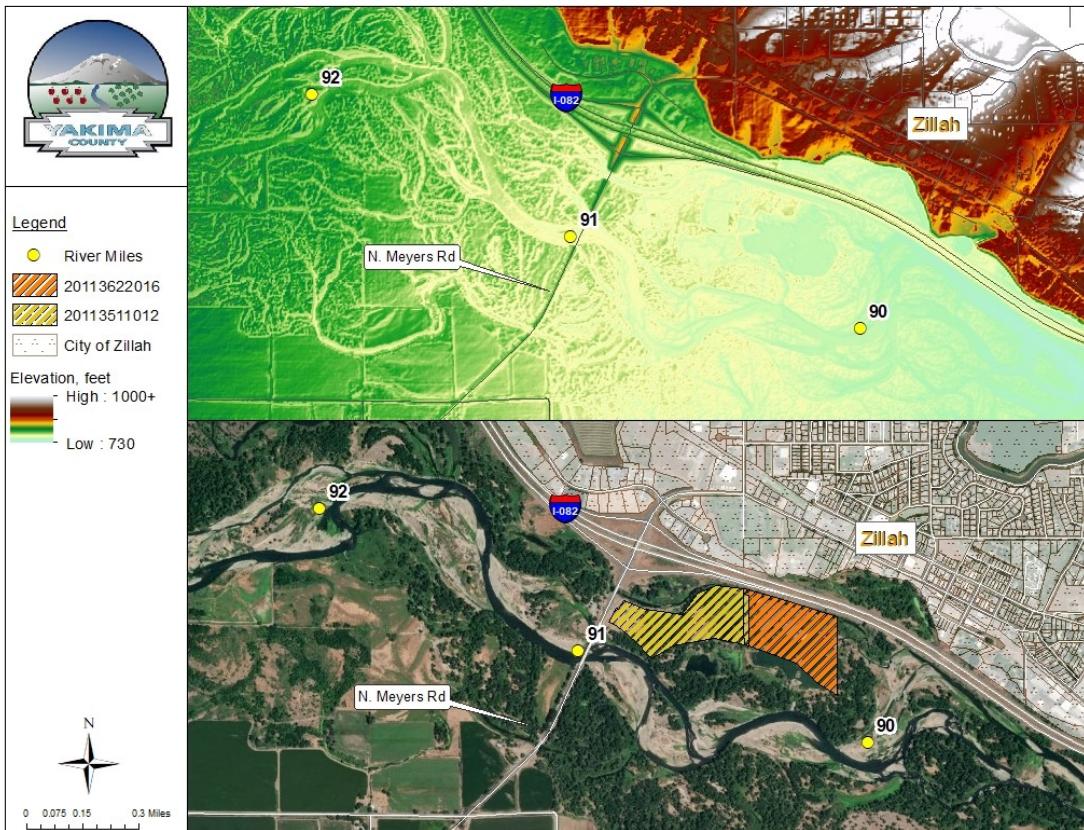 YAKIMA
COUNTY
Legend
River Miles
20113622016
20113511012
City of Zillah
Elevation, feet
High : 1000+
Low : 730
N
0 0.075 0.15 0.3 Miles
92
I-082
Zillah
91
N. Meyers Rd
90
92
I-082
Zillah
91
N. Meyers Rd
90